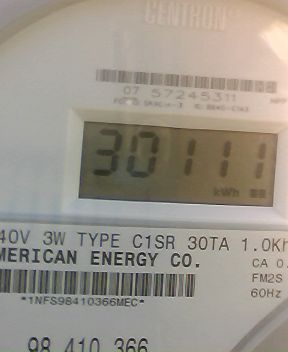 CENTRON®
07 57245311
30111
kWh
40V 3W TYPE C1SR 30TA 1.0Kh
MERICAN ENERGY CO.
CA 0.
FM2S
60Hz
*1NFS98410366MEC*
98 410 366